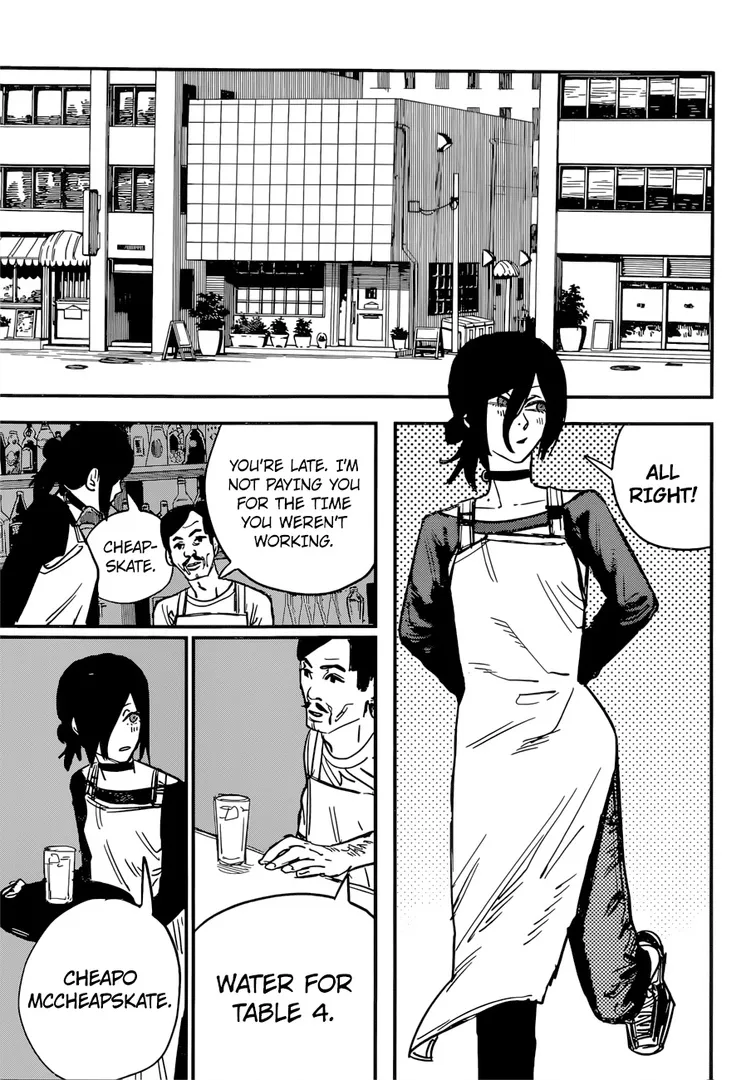 ALL
RIGHT!
YOU'RE LATE. I'M
NOT PAYING YOU
FOR THE TIME
YOU WEREN'T
WORKING.
CHEAP-
SKATE.
WATER FOR
TABLE 4.
CHEAPO
MCCHEAPSKATE.